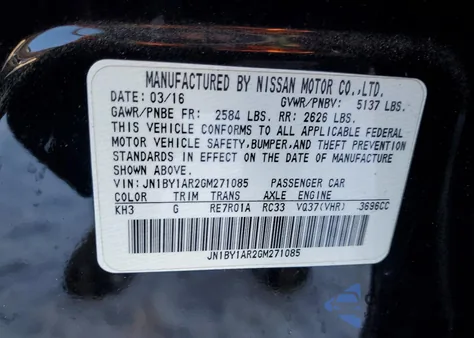 MANUFACTURED BY NISSAN MOTOR CO.,LTD.
DATE: 03/16 GVWR/PNBV: 5137 LBS.
GAWR/PNBE FR: 2584 LBS. RR: 2626 LBS.
THIS VEHICLE CONFORMS TO ALL APPLICABLE FEDERAL
MOTOR VEHICLE SAFETY,BUMPER,AND THEFT PREVENTION
STANDARDS IN EFFECT ON THE DATE OF MANUFACTURE
SHOWN ABOVE.
VIN: JN1BY1AR2GM271085 PASSENGER CAR
COLOR TRIM TRANS AXLE ENGINE
KH3 G RE7R01A RC33 VQ37(VHR) 3696CC
JN1BY1AR2GM271085